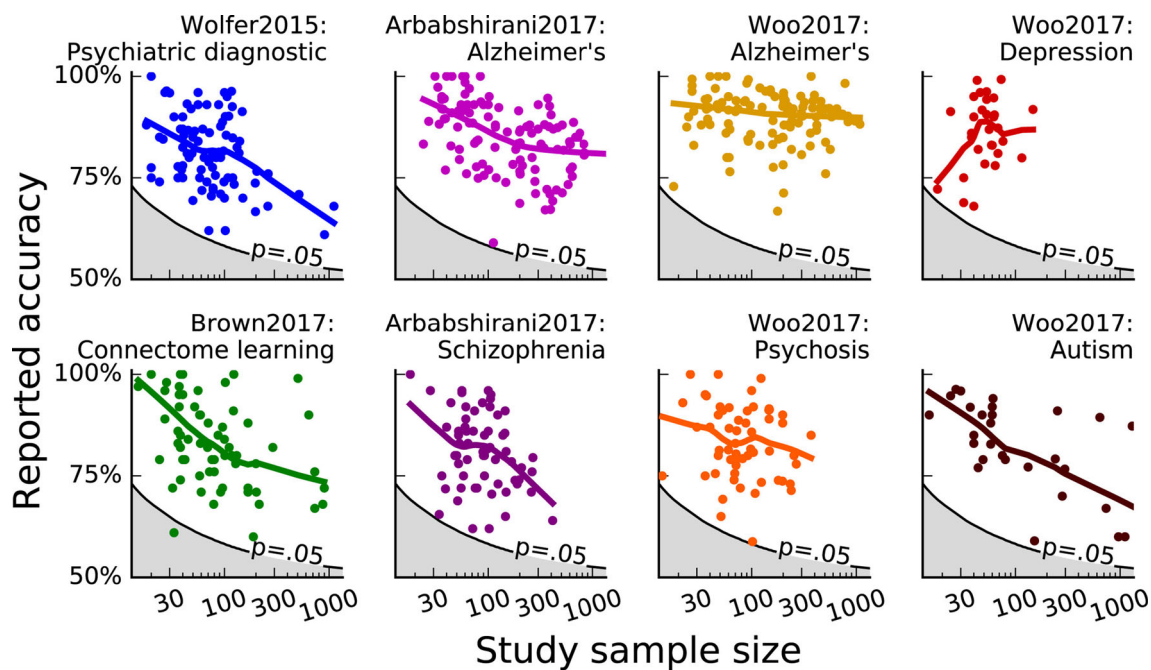 Wolfer2015:
Psychiatric diagnostic
Arbabshirani2017:
Alzheimer's
Woo2017:
Alzheimer's
Woo2017:
Depression
100%
75%
50%
p=.05
p=.05
p=.05
p=.05
Reported accuracy
Brown2017:
Connectome learning
Arbabshirani2017:
Schizophrenia
Woo2017:
Psychosis
Woo2017:
Autism
100%
75%
50%
p=.05
p=.05
p=.05
p=.05
30 100 300 1000
30 100 300 1000
30 100 300 1000
30 100 300 1000
Study sample size